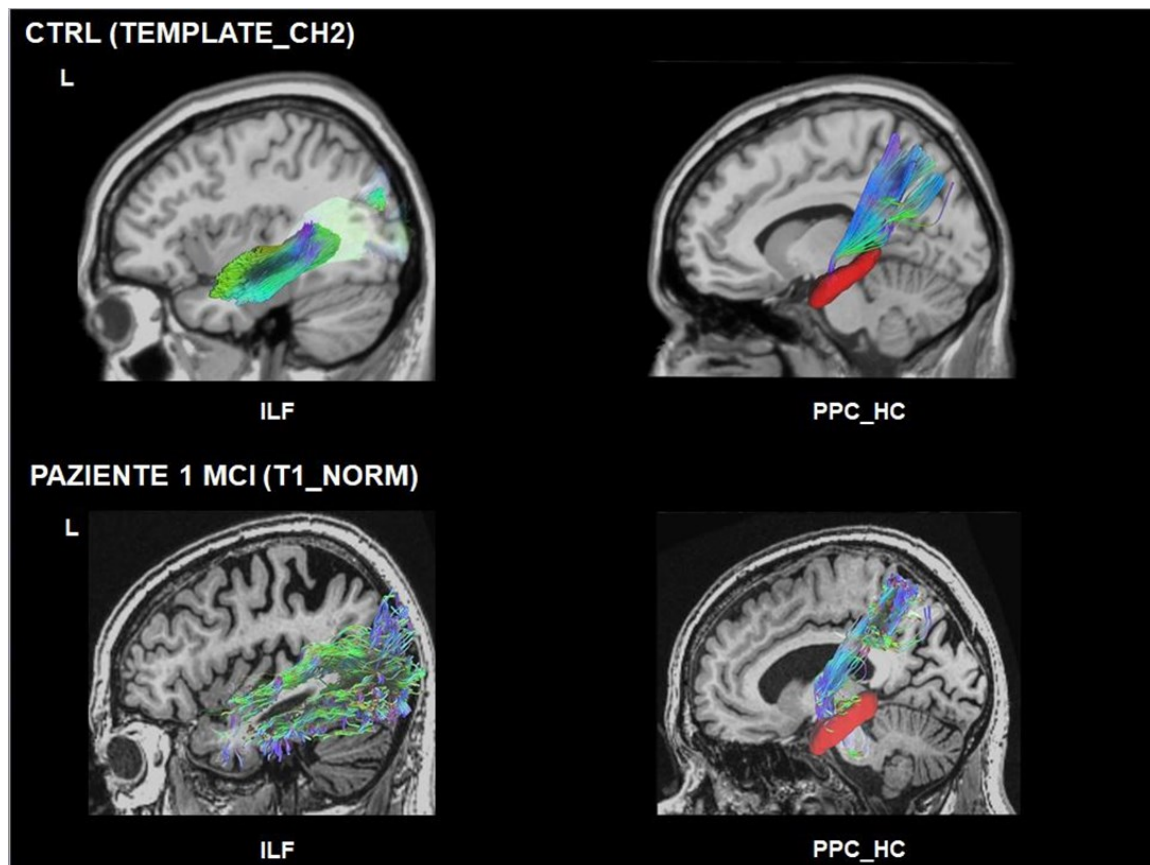 CTRL (TEMPLATE_CH2)
L
ILF
PPC_HC
PAZIENTE 1 MCI (T1_NORM)
L
ILF
PPC_HC